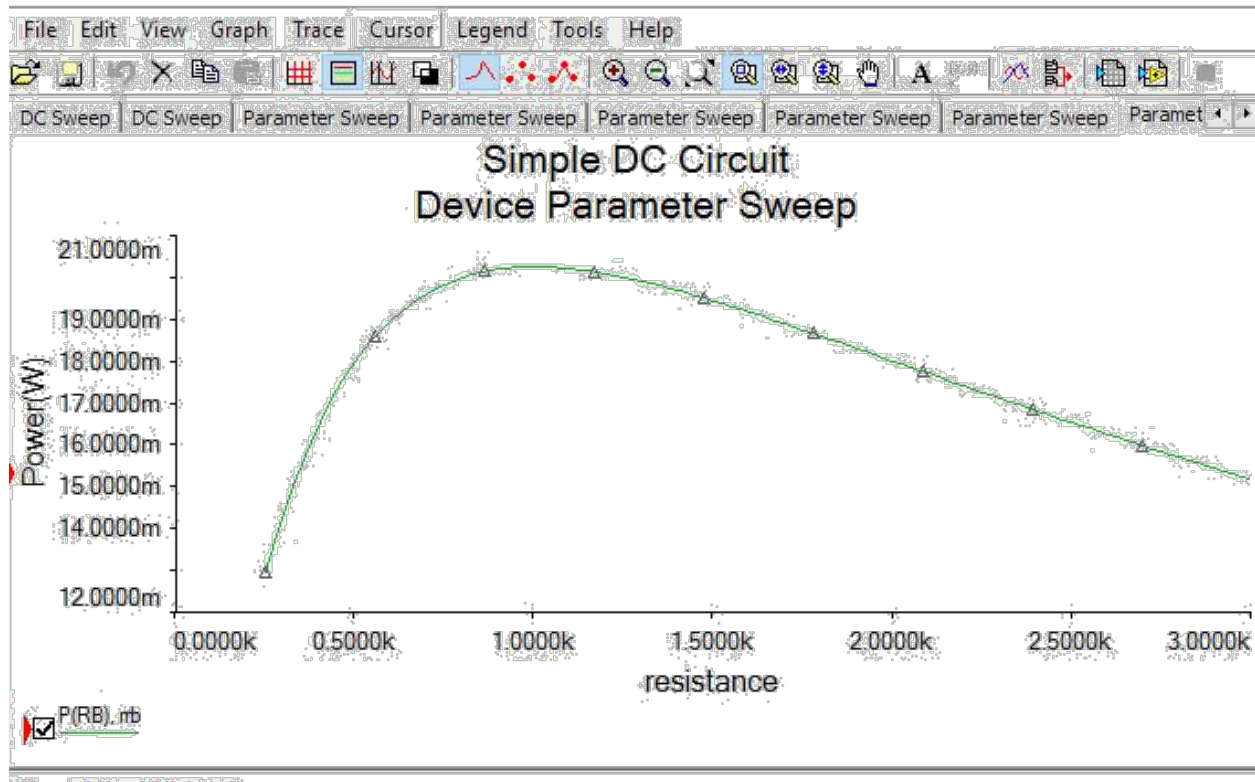 File Edit View Graph Trace Cursor Legend Tools Help
A
DC Sweep DC Sweep Parameter Sweep Parameter Sweep Parameter Sweep Parameter Sweep Parameter Sweep Paramet
Simple DC Circuit
Device Parameter Sweep
21.0000m
19.0000m
18.0000m
17.0000m
16.0000m
15.0000m
14.0000m
12.0000m
Power(W)
0.0000k 0.5000k 1.0000k 1.5000k 2.0000k 2.5000k 3.0000k
resistance
P(RB),